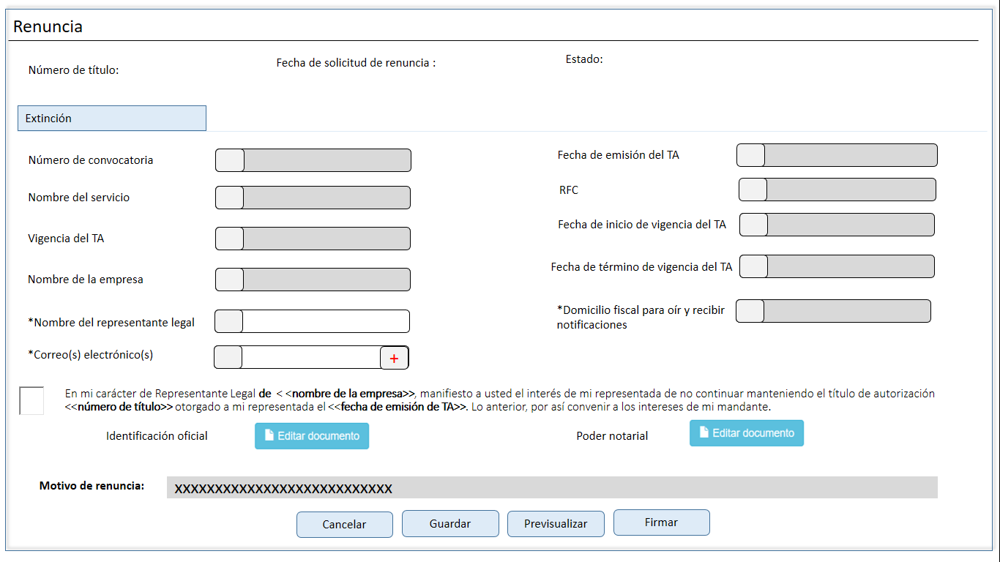 Renuncia
Número de título:
Fecha de solicitud de renuncia :
Estado:
Extinción
Número de convocatoria
Fecha de emisión del TA
Nombre del servicio
RFC
Vigencia del TA
Fecha de inicio de vigencia del TA
Nombre de la empresa
Fecha de término de vigencia del TA
*Nombre del representante legal
*Domicilio fiscal para oír y recibir
notificaciones
*Correo(s) electrónico(s)
+
En mi carácter de Representante Legal de < <nombre de la empresa>>, manifiesto a usted el interés de mi representada de no continuar manteniendo el título de autorización
<<número de título>> otorgado a mi representada el <<fecha de emisión de TA>>. Lo anterior, por así convenir a los intereses de mi mandante.
Identificación oficial
Editar documento
Poder notarial
Editar documento
Motivo de renuncia:
XXXXXXXXXXXXXXXXXXXXXXXXXXX
Cancelar
Guardar
Previsualizar
Firmar